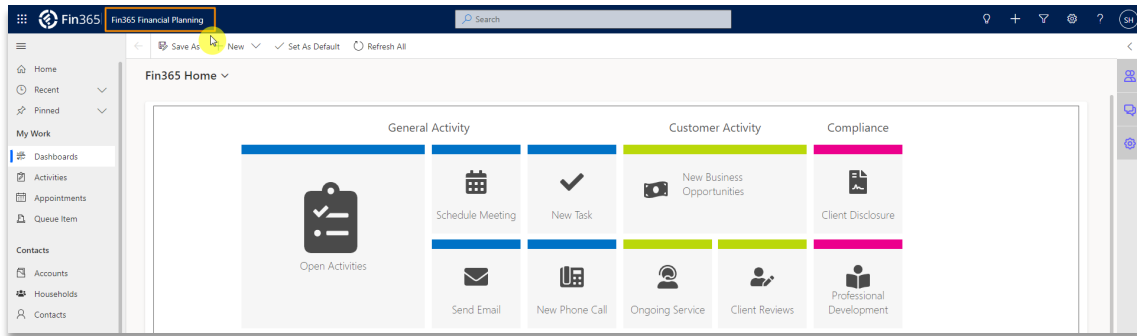 Fin365
Fin365 Financial Planning
Search
?
SH
Save As
New
Set As Default
Refresh All
Home
Recent
Pinned
My Work
Dashboards
Activities
Appointments
Queue Item
Contacts
Accounts
Households
Contacts
Fin365 Home
General Activity
Customer Activity
Compliance
Open Activities
Schedule Meeting
New Task
New Business
Opportunities
Client Disclosure
Send Email
New Phone Call
Ongoing Service
Client Reviews
Professional
Development